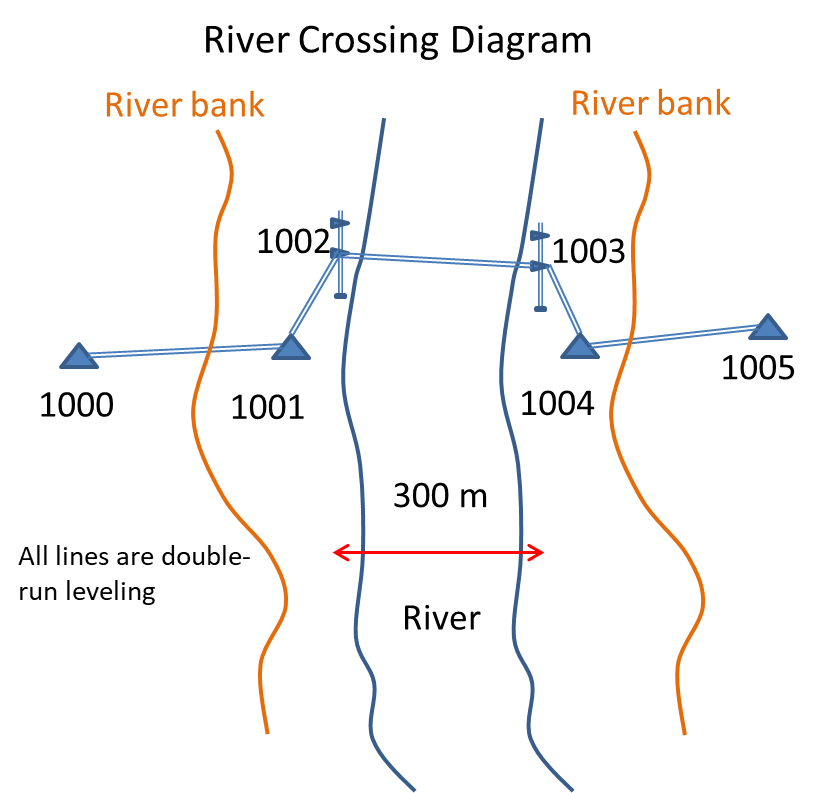 River Crossing Diagram
River bank
River bank
1002
1003
1000
1001
1004
1005
300 m
All lines are double-
run leveling
River